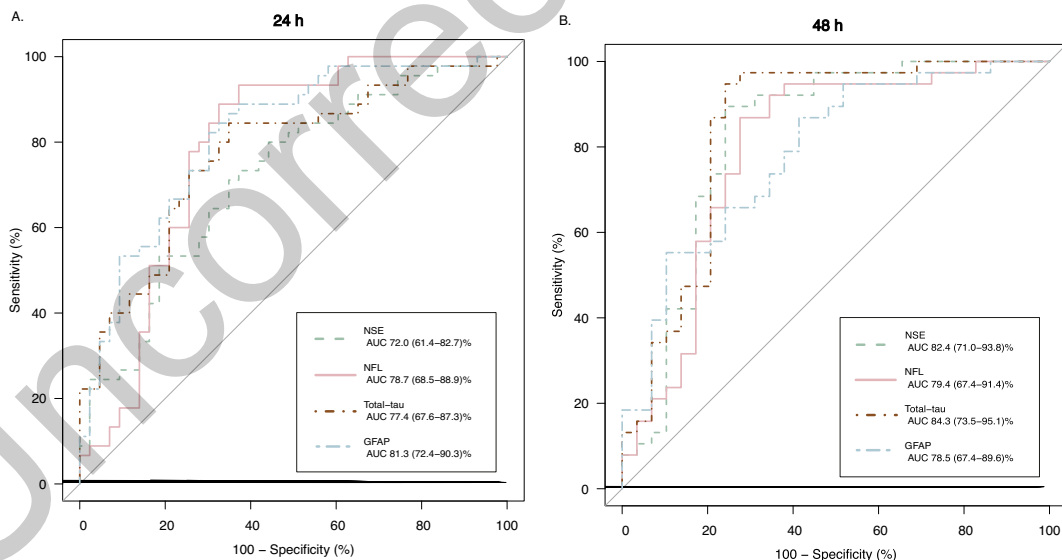 A.
24 h
Sensitivity (%)
100
80
60
40
20
0
NSE
AUC 72.0 (61.4–82.7)%
NFL
AUC 78.7 (68.5–88.9)%
Total−tau
AUC 77.4 (67.6–87.3)%
GFAP
AUC 81.3 (72.4–90.3)%
0 20 40 60 80 100
100 − Specificity (%)
B.
48 h
Sensitivity (%)
100
80
60
40
20
0
NSE
AUC 82.4 (71.0–93.8)%
NFL
AUC 79.4 (67.4–91.4)%
Total−tau
AUC 84.3 (73.5–95.1)%
GFAP
AUC 78.5 (67.4–89.6)%
0 20 40 60 80 100
100 − Specificity (%)
Uncorre